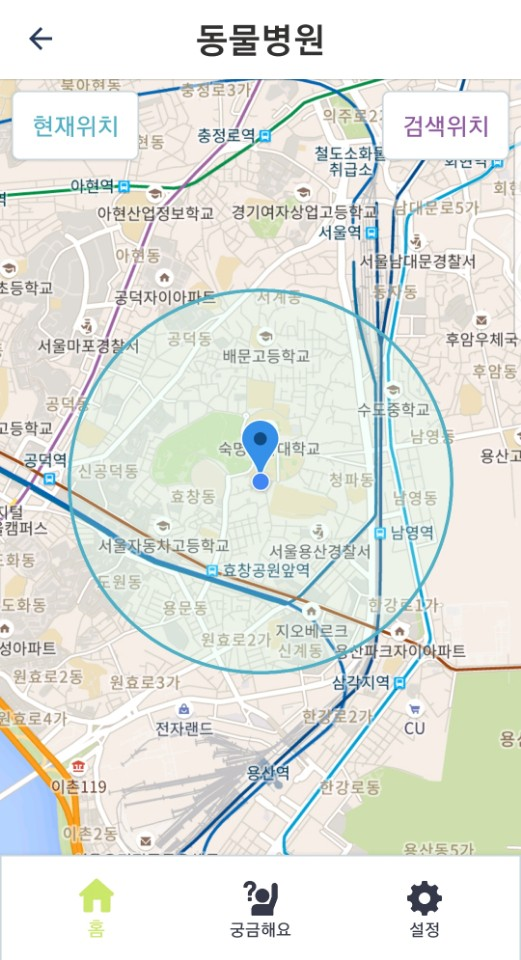 동물병원
북아현동
충정로3가
현재위치
검색위치
의주로2
충정로역
철도소화물
취급소
회현역
아현역
아현산업정보학교
경기여자상업고등학교
남대문로5가
서울역
아현동
서울남대문경찰서
초등학교
공덕자이아파트
서계동
동자동
서울마포경찰서
공덕동
배문고등학교
후암우체국
후암동
공덕동
수도중학교
고등학교
남영동
숙명
대학교
공덕역
신공덕동
청파동
용산고
효창동
남영동
지털
울캠퍼스
서울자동차고등학교
서울용산경찰서
남영역
도화동
효창공원앞역
도원동
도화동
용문동
한강로1가
지오베르크
원효로2가
신계동
용산파크자이아파트
성아파트
원효로2동
원효로3가
삼각지역
원효로4가
한강로2가
전자랜드
CU
용산역
이촌119
한강로동
이촌2동
용산동5가
홈
궁금해요
설정